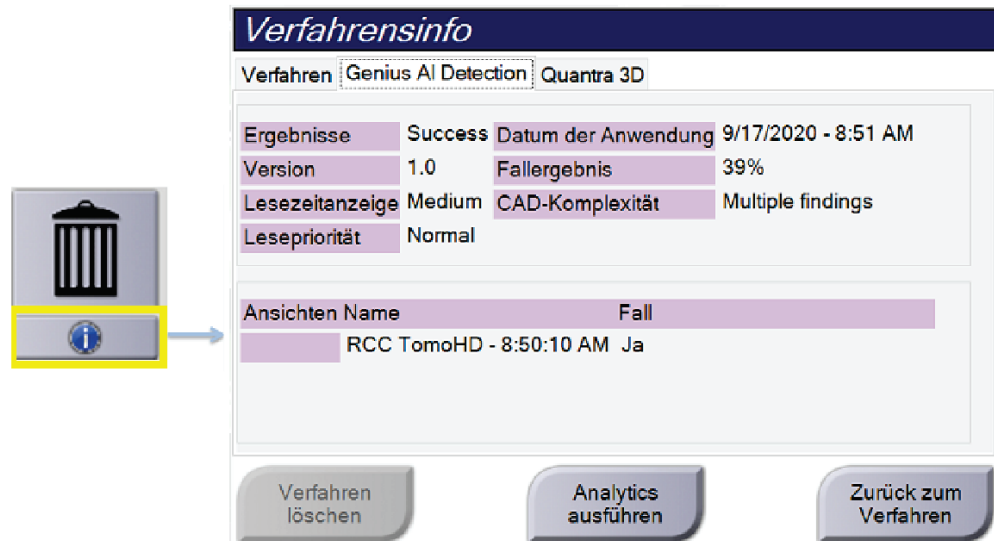 Verfahrensinfo
Verfahren Genius AI Detection Quantra 3D
Ergebnisse Success Datum der Anwendung 9/17/2020 - 8:51 AM
Version 1.0 Fallergebnis 39%
Lesezeitanzeige Medium CAD-Komplexität Multiple findings
Lesepriorität Normal
Ansichten Name Fall
RCC TomoHD - 8:50:10 AM Ja
Verfahren
löschen
Analytics
ausführen
Zurück zum
Verfahren